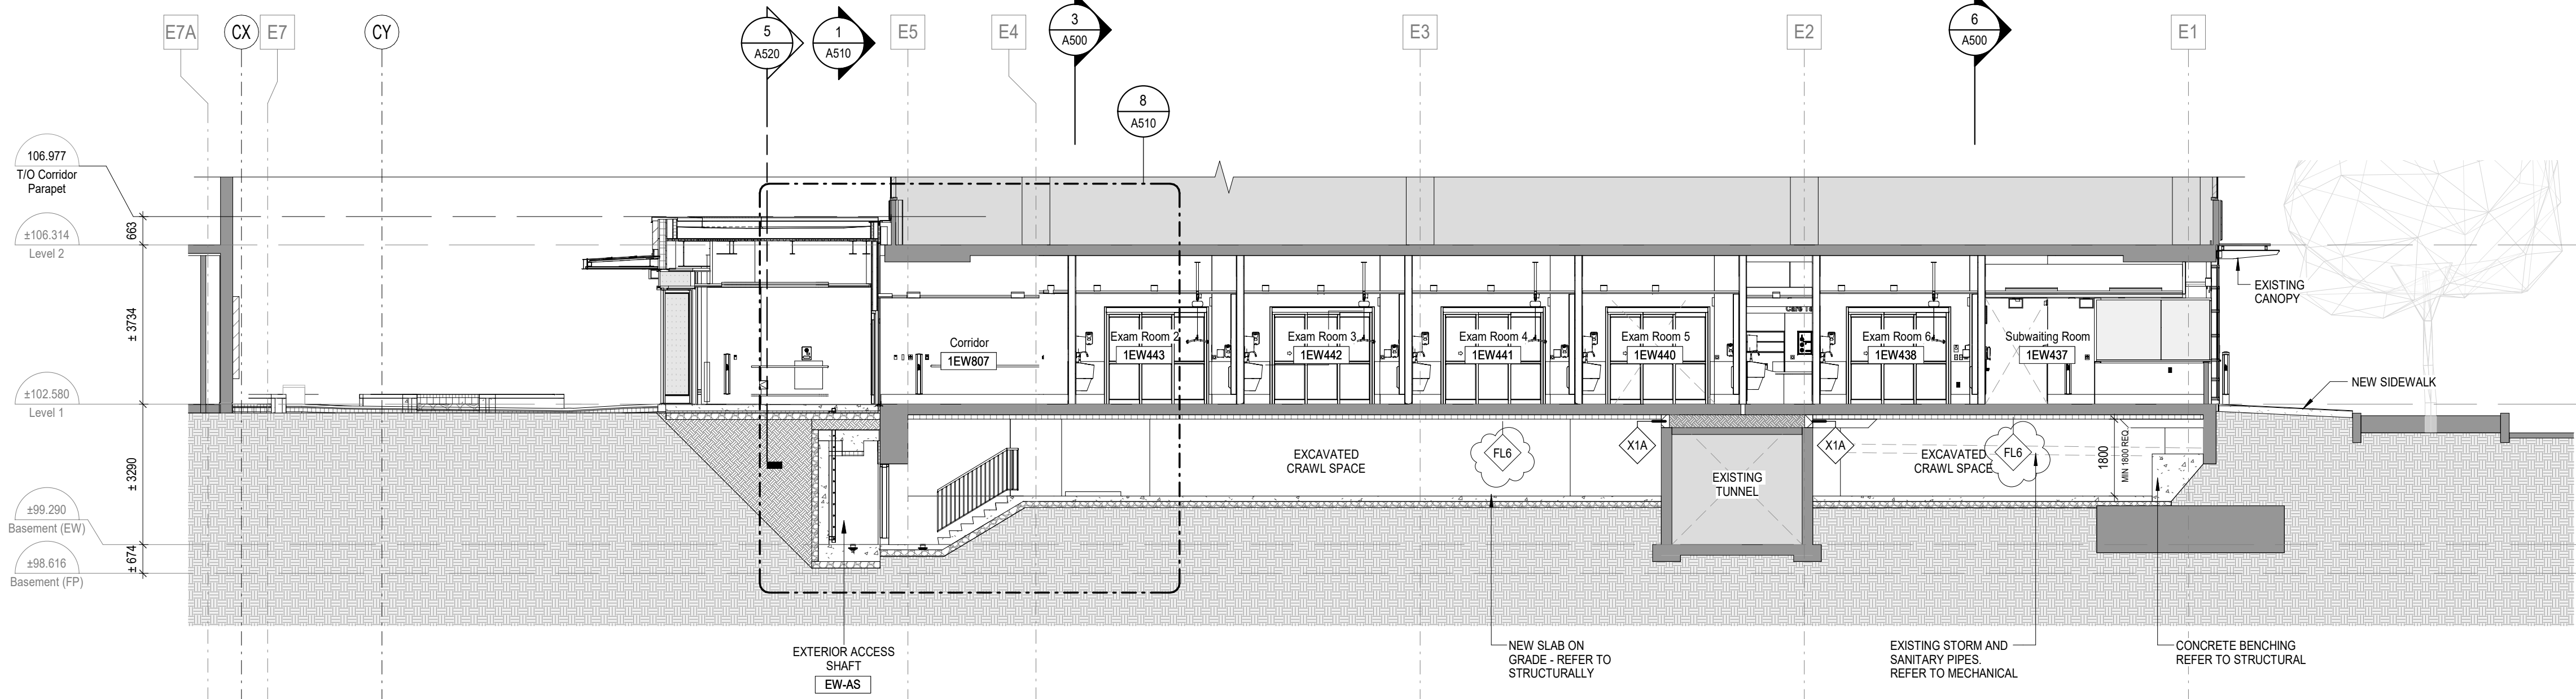 E7A
CX
E7
CY
5
A520
1
A510
E5
E4
3
A500
E3
E2
6
A500
E1
8
A510
106.977
T/O Corridor
Parapet
663
±106.314
Level 2
± 3734
±102.580
Level 1
± 3290
±99.290
Basement (EW)
± 674
±98.616
Basement (FP)
Corridor
1EW807
Exam Room 2
1EW443
Exam Room 3
1EW442
Exam Room 4
1EW441
Exam Room 5
1EW440
Exam Room 6
1EW438
Subwaiting Room
1EW437
EXISTING
CANOPY
NEW SIDEWALK
EXCAVATED
CRAWL SPACE
FL6
X1A
EXISTING
TUNNEL
X1A
EXCAVATED
CRAWL SPACE
FL6
1800
MIN 1800 REQ.
EXTERIOR ACCESS
SHAFT
EW-AS
NEW SLAB ON
GRADE - REFER TO
STRUCTURALLY
EXISTING STORM AND
SANITARY PIPES.
REFER TO MECHANICAL
CONCRETE BENCHING
REFER TO STRUCTURAL